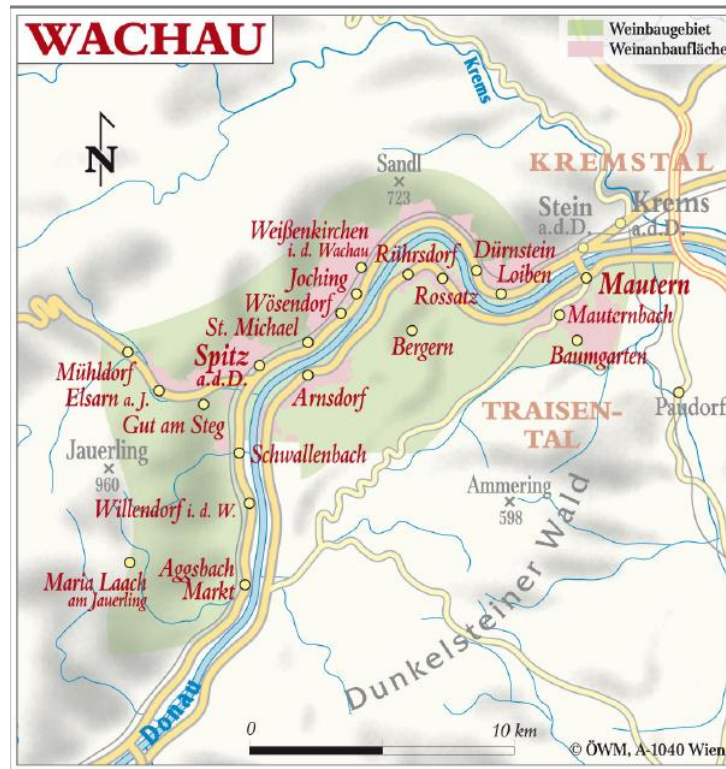 WACHAU
Weinbaugebiet
Weinanbaufläche
N
Krems
Sandl
723
KREMSTAL
Stein
a.d.D.
Krems
a.d.D.
Weißenkirchen
i. d. Wachau
Rührsdorf
Dürnstein
Joching
Loiben
Wösendorf
Rossatz
Mautern
St. Michael
Mauternbach
Bergern
Spitz
a.d.D.
Baumgarten
Mühldorf
Elsarn a. J.
Arnsdorf
Gut am Steg
TRAISEN-
TAL
Paudorf
Jauerling
960
Schwallenbach
Ammering
598
Willendorf i. d. W.
Dunkelsteiner Wald
Aggsbach
Markt
Maria Laach
am Jauerling
Donau
0
10 km
© ÖWM, A-1040 Wien